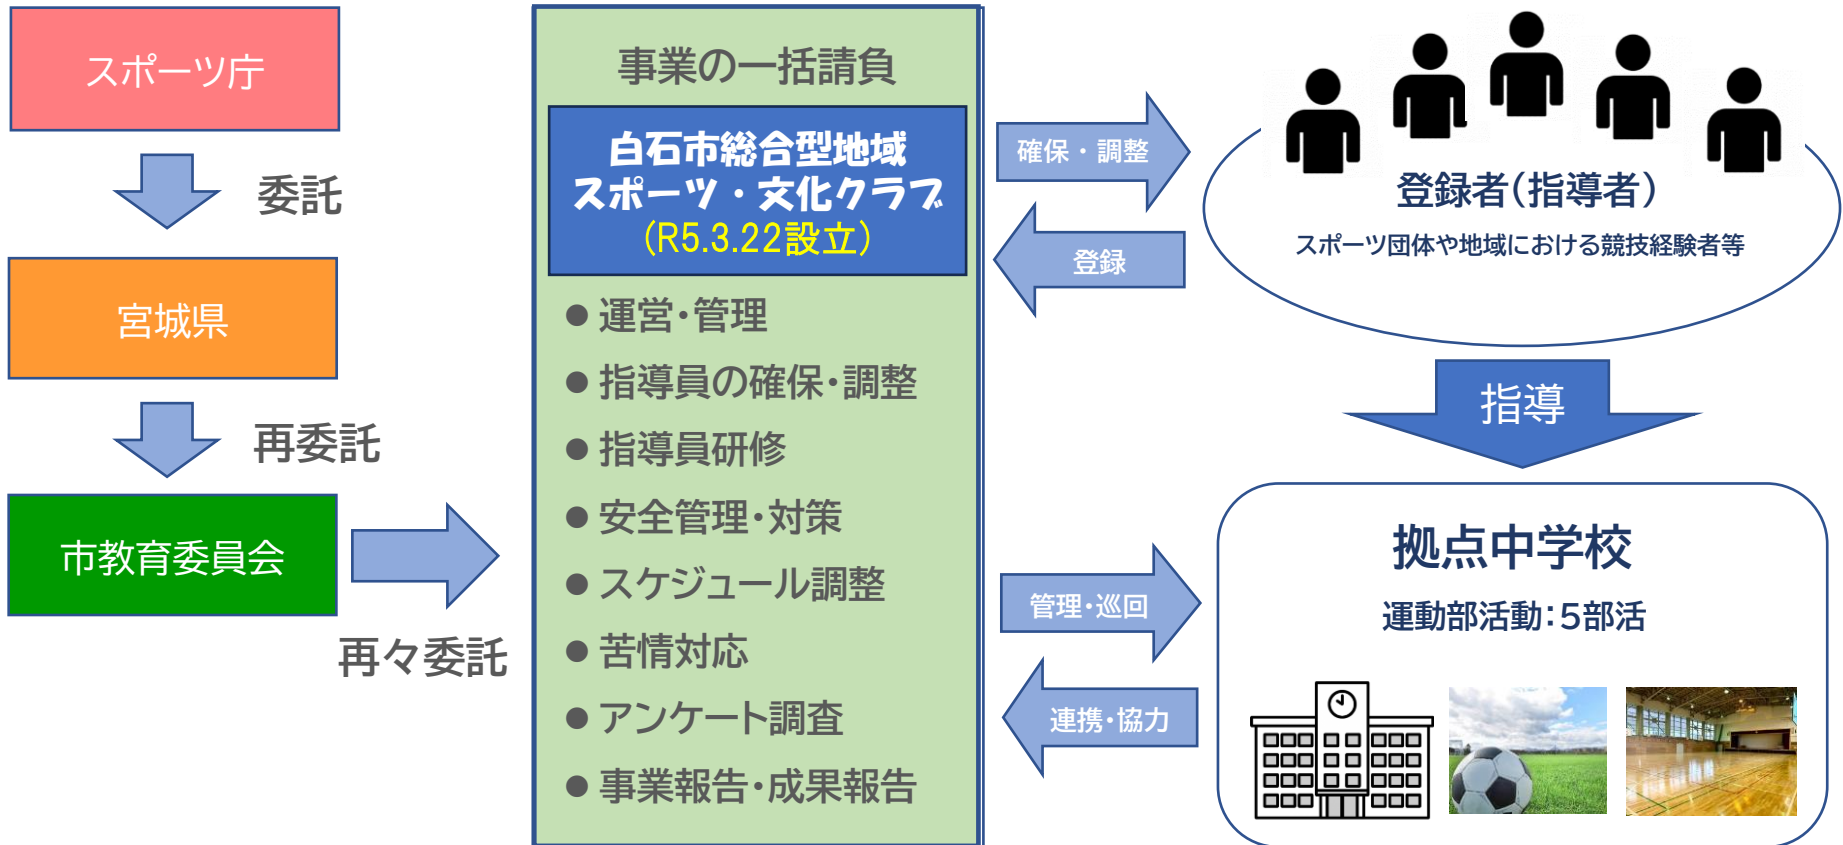 スポーツ庁
委託
宮城県
再委託
市教育委員会
再々委託
事業の一括請負
白石市総合型地域
スポーツ・文化クラブ
(R5.3.22設立)
● 運営・管理
● 指導員の確保・調整
● 指導員研修
● 安全管理・対策
● スケジュール調整
● 苦情対応
● アンケート調査
● 事業報告・成果報告
確保・調整
登録
登録者(指導者)
スポーツ団体や地域における競技経験者等
指導
管理・巡回
連携・協力
拠点中学校
運動部活動:5部活